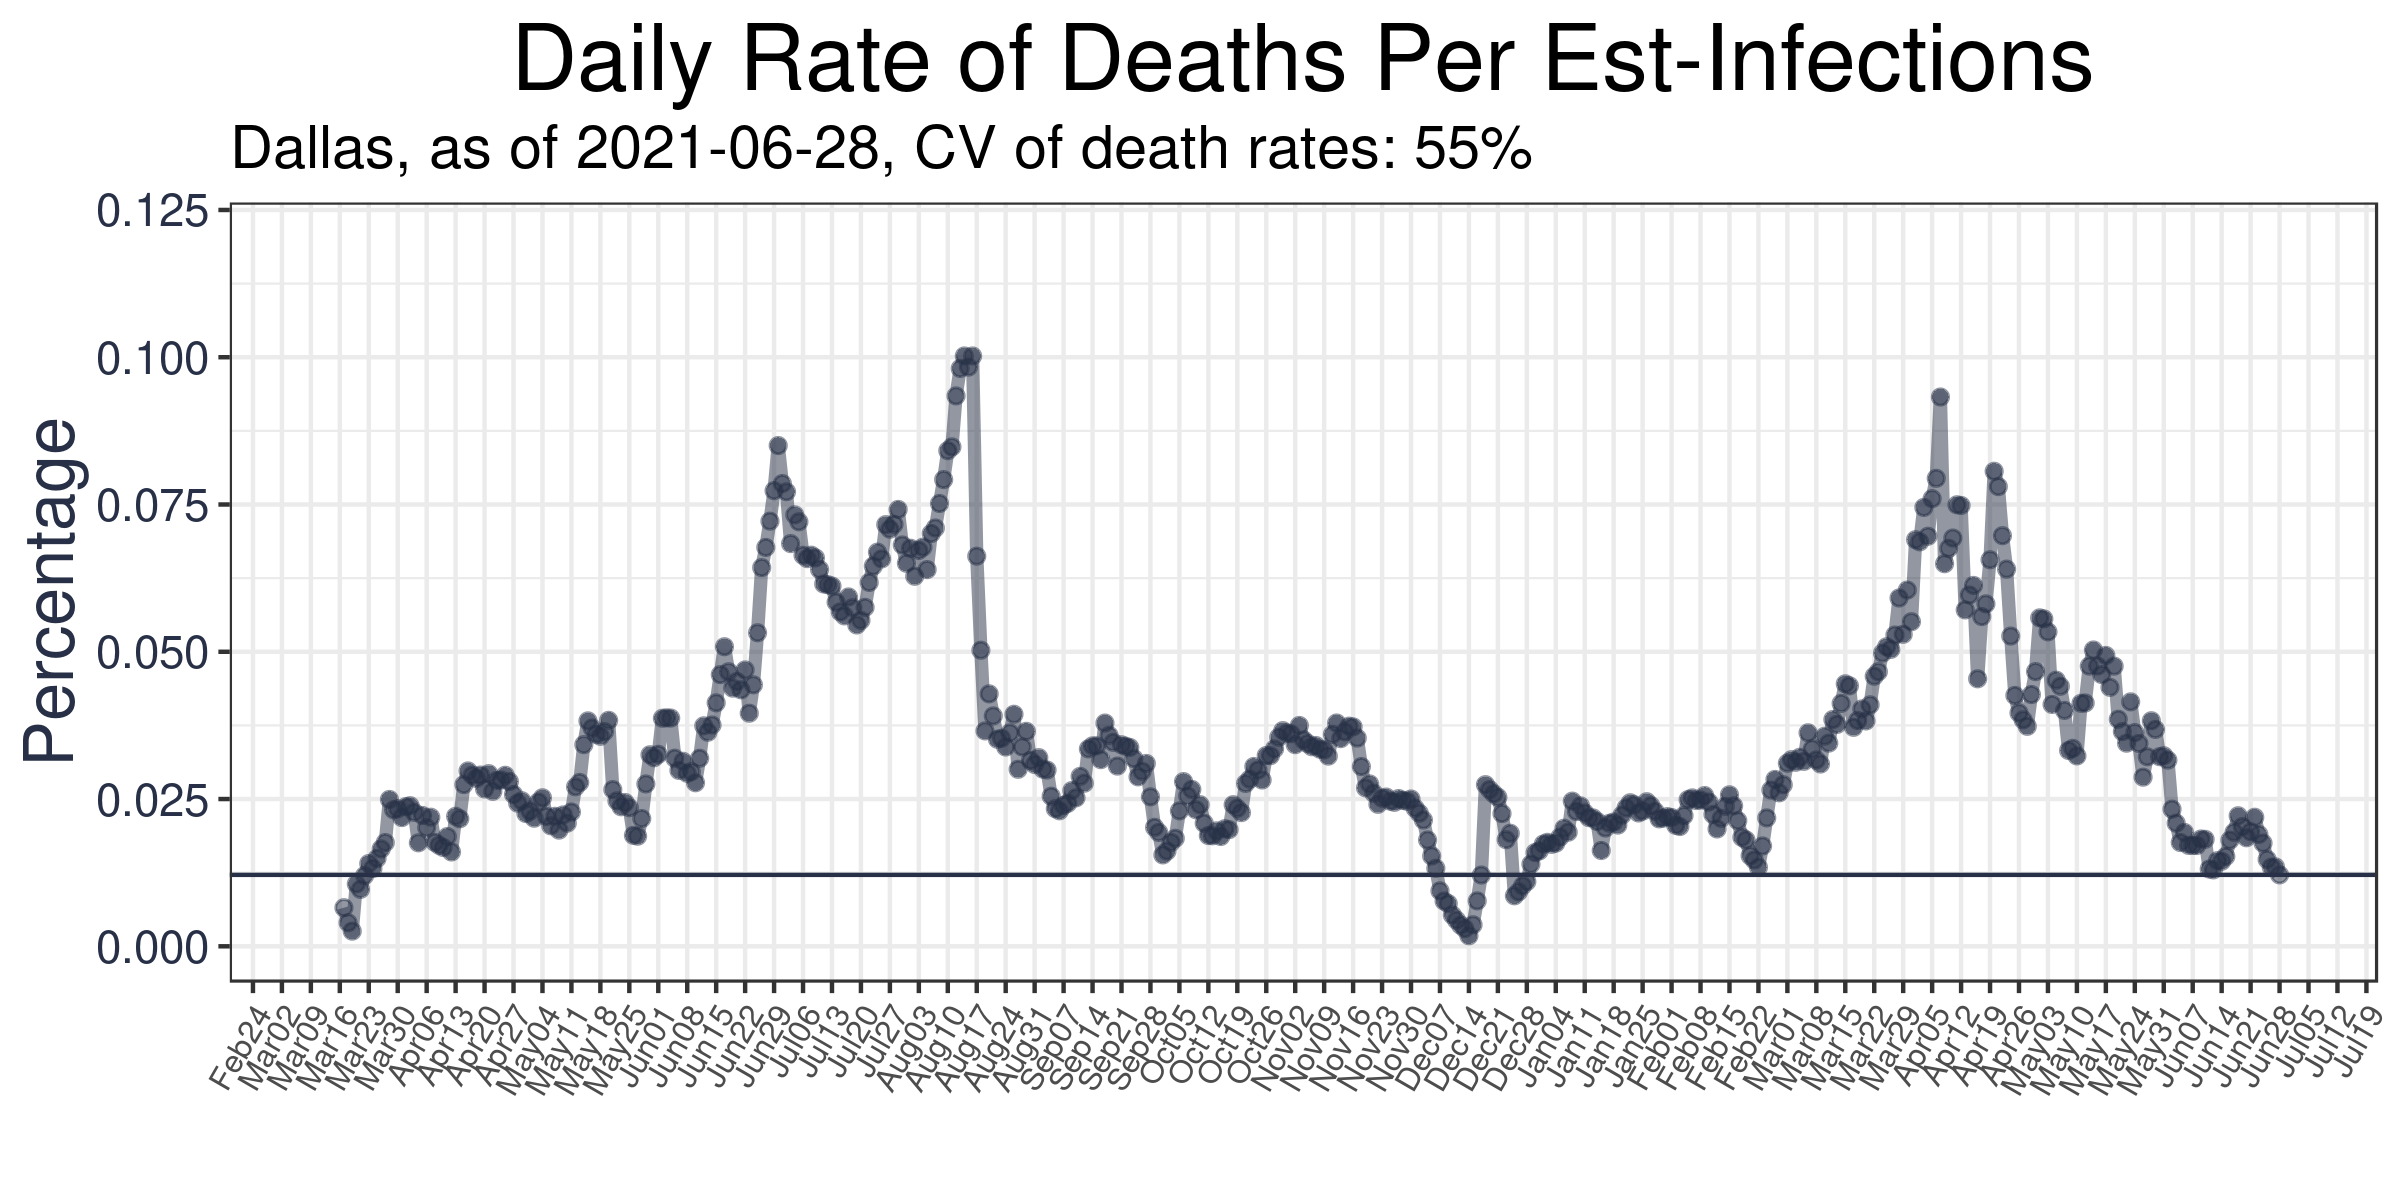 Daily Rate of Deaths Per Est-Infections
Dallas, as of 2021-06-28, CV of death rates: 55%
Percentage
0.125
0.100
0.075
0.050
0.025
0.000
Feb24
Mar02
Mar09
Mar16
Mar23
Mar30
Apr06
Apr13
Apr20
Apr27
May04
May11
May18
May25
Jun01
Jun08
Jun15
Jun22
Jun29
Jul06
Jul13
Jul20
Jul27
Aug03
Aug10
Aug17
Aug24
Aug31
Sep07
Sep14
Sep21
Sep28
Oct05
Oct12
Oct19
Oct26
Nov02
Nov09
Nov16
Nov23
Nov30
Dec07
Dec14
Dec21
Dec28
Jan04
Jan11
Jan18
Jan25
Feb01
Feb08
Feb15
Feb22
Mar01
Mar08
Mar15
Mar22
Mar29
Apr05
Apr12
Apr19
Apr26
May03
May10
May17
May24
May31
Jun07
Jun14
Jun21
Jun28
Jul05
Jul12
Jul19